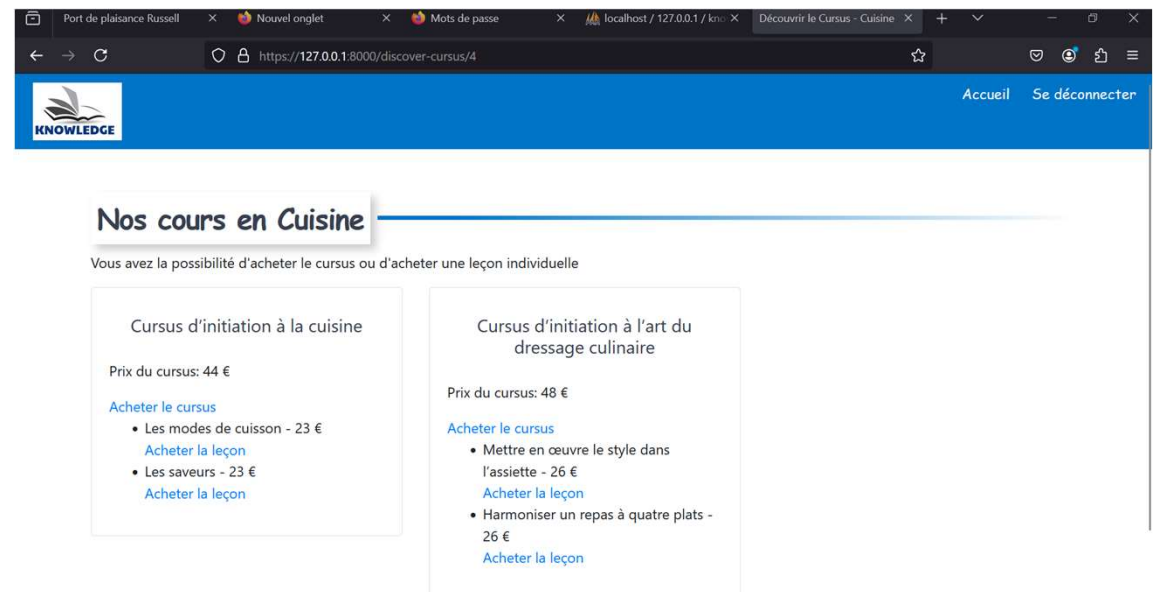 Port de plaisance Russell
Nouvel onglet
Mots de passe
localhost / 127.0.0.1 / kno
Découvrir le Cursus - Cuisine
https://127.0.0.1:8000/discover-cursus/4
KNOWLEDGE
Accueil
Se déconnecter
Nos cours en Cuisine
Vous avez la possibilité d'acheter le cursus ou d'acheter une leçon individuelle
Cursus d’initiation à la cuisine
Prix du cursus: 44 €
Acheter le cursus
• Les modes de cuisson - 23 €
Acheter la leçon
• Les saveurs - 23 €
Acheter la leçon
Cursus d’initiation à l’art du
dressage culinaire
Prix du cursus: 48 €
Acheter le cursus
• Mettre en œuvre le style dans
l’assiette - 26 €
Acheter la leçon
• Harmoniser un repas à quatre plats -
26 €
Acheter la leçon